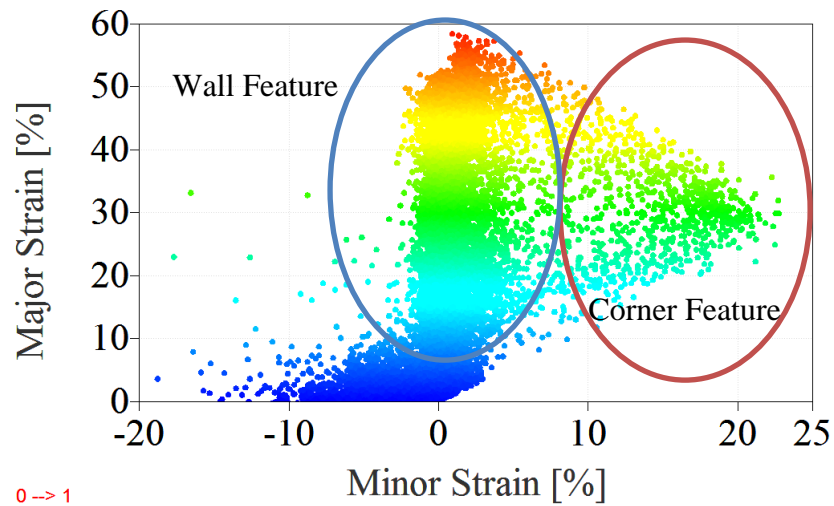 60
50
40
30
20
10
0
Major Strain [%]
Wall Feature
Corner Feature
-20 -10 0 10 20 25
Minor Strain [%]
0 --> 1